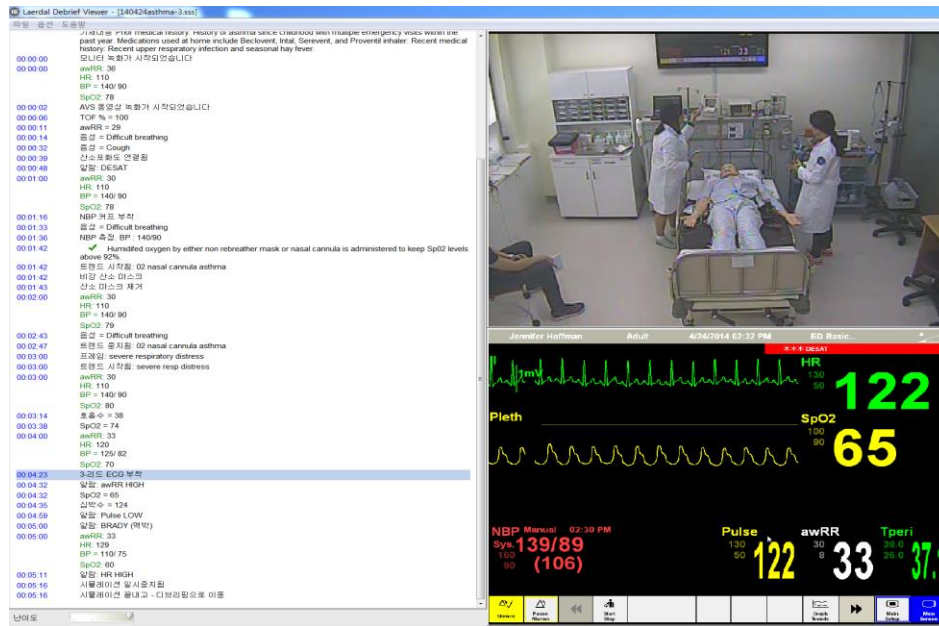 Laerdal Debrief Viewer - [140424asthma-3.sss]
파일 옵션 도움말
기재내용 Prior medical history: History of asthma since childhood with multiple emergency visits within the
past year. Medications used at home include Beclovent, Intal, Serevent, and Proventil inhaler. Recent medical
history: Recent upper respiratory infection and seasonal hay fever.
00:00:00 모니터 녹화가 시작되었습니다
00:00:00 awRR: 36
HR: 110
BP = 140/ 90
SpO2: 78
00:00:02 AVS 동영상 녹화가 시작되었습니다
00:00:06 TOF % = 100
00:00:11 awRR = 29
00:00:14 음성 = Difficult breathing
00:00:32 음성 = Cough
00:00:39 산소포화도 연결됨
00:00:48 알람: DESAT
00:01:00 awRR: 30
HR: 110
BP = 140/ 90
SpO2: 78
00:01:16 NBP 커프 부착
00:01:33 음성 = Difficult breathing
00:01:36 NBP 측정: BP : 140/90
00:01:42 ✔ Humidifed oxygen by either non rebreather mask or nasal cannula is administered to keep Sp02 levels
above 92%.
00:01:42 트렌드 시작됨: 02 nasal cannula asthma
00:01:42 비강 산소 마스크
00:01:43 산소 마스크 제거
00:02:00 awRR: 30
HR: 110
BP = 140/ 90
SpO2: 79
00:02:43 음성 = Difficult breathing
00:02:47 트렌드 중지됨: 02 nasal cannula asthma
00:03:00 프레임: severe respiratory distress
00:03:00 트렌드 시작됨: severe resp distress
00:03:00 awRR: 30
HR: 110
BP = 140/ 90
SpO2: 80
00:03:14 호흡수 = 38
00:03:38 SpO2 = 74
00:04:00 awRR: 33
HR: 120
BP = 125/ 82
SpO2: 70
00:04:23 3-리드 ECG 부착
00:04:32 알람: awRR HIGH
00:04:32 SpO2 = 65
00:04:35 심박수 = 124
00:04:59 알람: Pulse LOW
00:05:00 알람: BRADY (맥박)
00:05:00 awRR: 33
HR: 129
BP = 110/ 75
SpO2: 60
00:05:11 알람: HR HIGH
00:05:16 시뮬레이션 일시중지됨
00:05:16 시뮬레이션 끝내고 - 디브리핑으로 이동
난이도
Jennifer Hoffman Adult 4/24/2014 02:32 PM ED Basic...
*** DESAT
II 1mV
HR
130
50
122
Pleth
SpO2
100
90
65
NBP Manual 02:30 PM
Sys. 139/89
160
90
(106)
Pulse
130
50
122
awRR
30
8
33
Tperi
39.0
26.0
37.
Silence
Pause Alarms
Start Stop
Main Setup
Main Screen